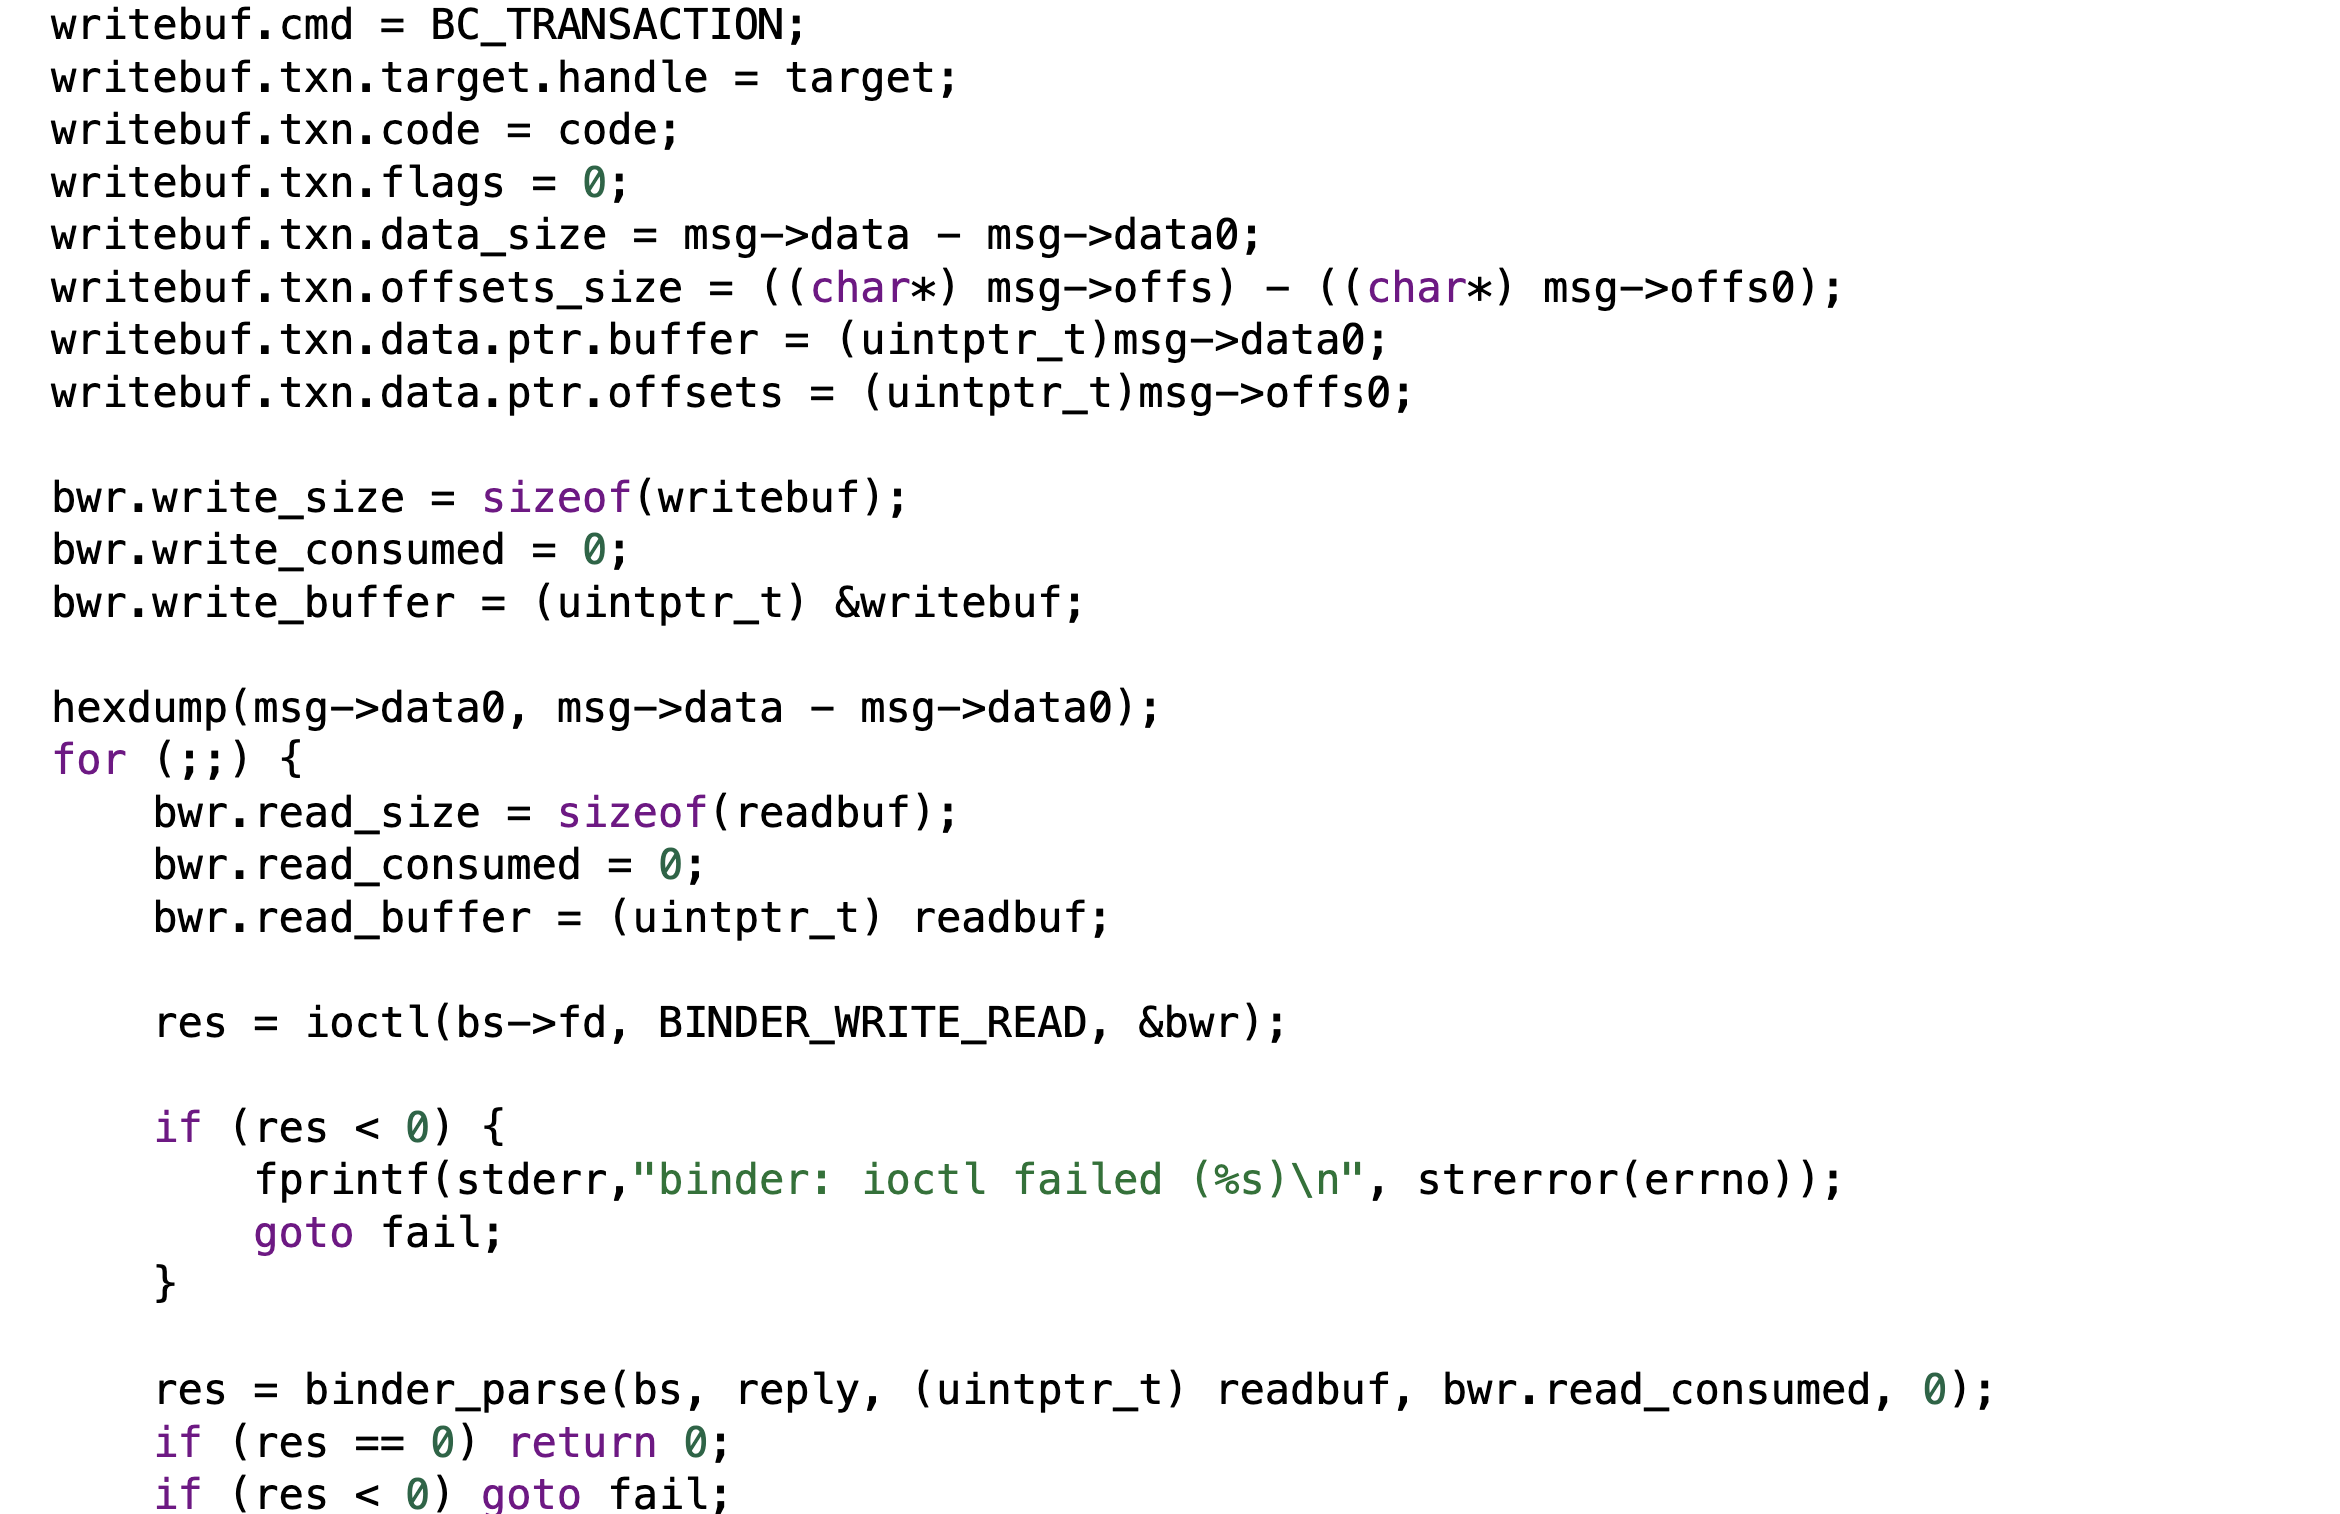 writebuf.cmd = BC_TRANSACTION;
writebuf.txn.target.handle = target;
writebuf.txn.code = code;
writebuf.txn.flags = 0;
writebuf.txn.data_size = msg->data - msg->data0;
writebuf.txn.offsets_size = ((char*) msg->offs) - ((char*) msg->offs0);
writebuf.txn.data.ptr.buffer = (uintptr_t)msg->data0;
writebuf.txn.data.ptr.offsets = (uintptr_t)msg->offs0;

bwr.write_size = sizeof(writebuf);
bwr.write_consumed = 0;
bwr.write_buffer = (uintptr_t) &writebuf;

hexdump(msg->data0, msg->data - msg->data0);
for (;;) {
    bwr.read_size = sizeof(readbuf);
    bwr.read_consumed = 0;
    bwr.read_buffer = (uintptr_t) readbuf;

    res = ioctl(bs->fd, BINDER_WRITE_READ, &bwr);

    if (res < 0) {
        fprintf(stderr,"binder: ioctl failed (%s)\n", strerror(errno));
        goto fail;
    }

    res = binder_parse(bs, reply, (uintptr_t) readbuf, bwr.read_consumed, 0);
    if (res == 0) return 0;
    if (res < 0) goto fail;